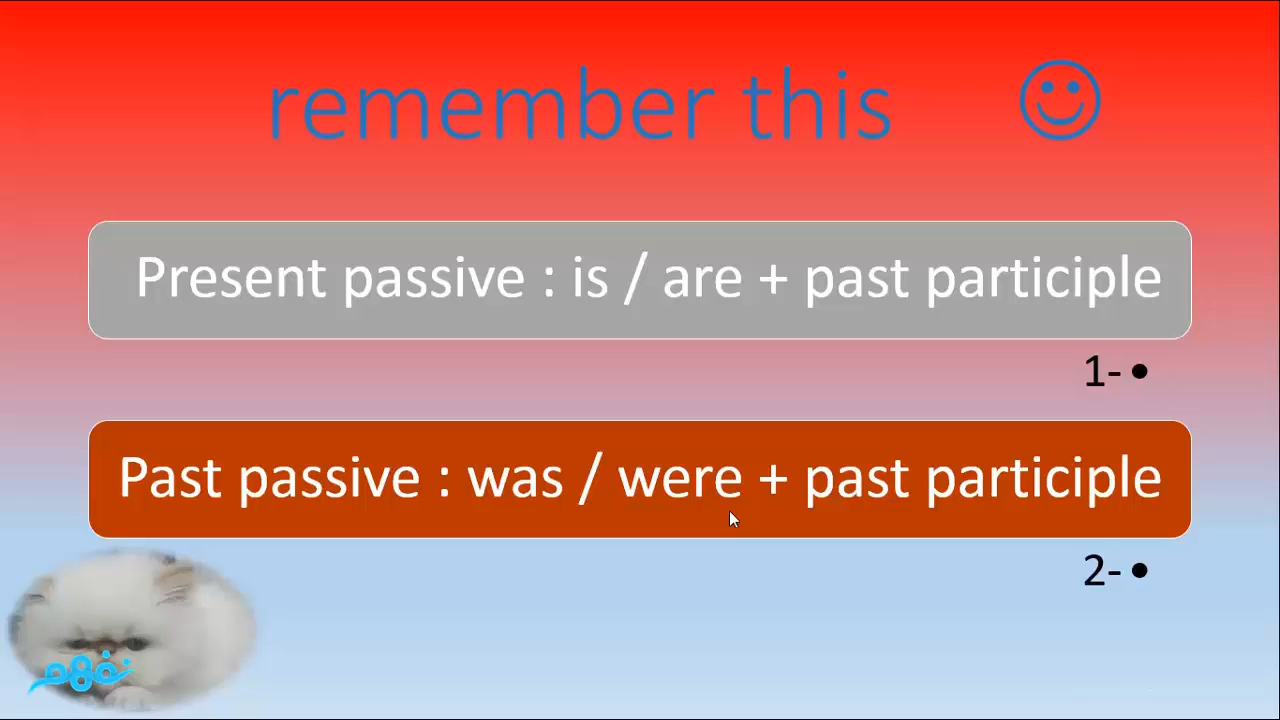 remember this ☺
Present passive : is / are + past participle
1- •
Past passive : was / were + past participle
2- •
نفهم